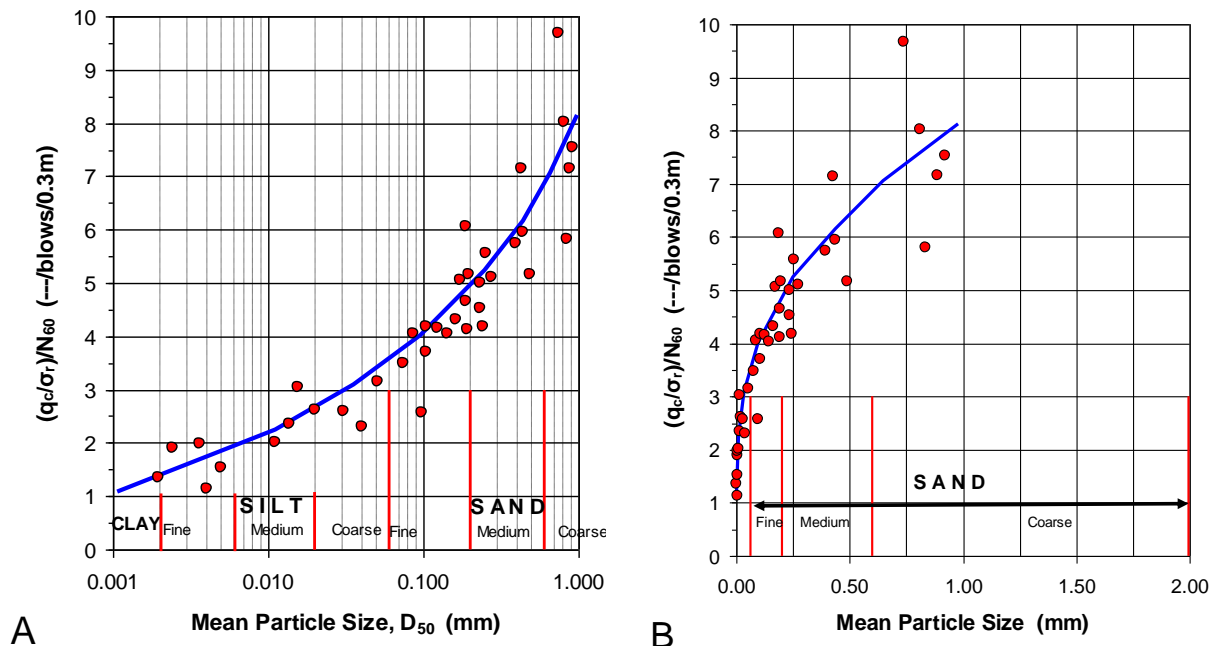 10
9
8
7
6
5
4
3
2
1
0
(qc/σr)/N60 (---/blows/0.3m)
CLAY
SILT
SAND
Fine
Medium
Coarse
Fine
Medium
Coarse
0.001
0.010
0.100
1.000
Mean Particle Size, D50 (mm)
A
10
9
8
7
6
5
4
3
2
1
0
(qc/σr)/N60 (---/blows/0.3m)
SAND
Fine
Medium
Coarse
0.00
0.50
1.00
1.50
2.00
Mean Particle Size (mm)
B